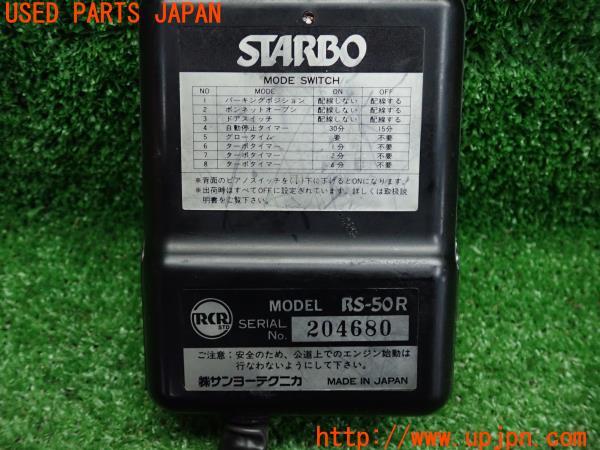 USED PARTS JAPAN
STARBO
MODE SWITCH
NO MODE ON OFF
1 パーキングポジション 配線しない 配線する
2 ボンネットオープン 配線しない 配線する
3 ドアスイッチ 配線しない 配線する
4 自動停止タイマー 30分 15分
5 グロータイム 要 不要
6 ターボタイマー 1分 不要
7 ターボタイマー 2分 不要
8 ターボタイマー 4分 不要
※背面のピアノスイッチを(↓)下に下げるとONになります。
※出荷時はすべてOFFに設定されています。詳しくは取扱説
明書をご覧下さい。
RCR
STD
MODEL RS-50R
SERIAL
No. 204680
ご注意：安全のため、公道上でのエンジン始動は
行なわないようにして下さい。
㈱サンヨーテクニカ MADE IN JAPAN
http://www.upjpn.com